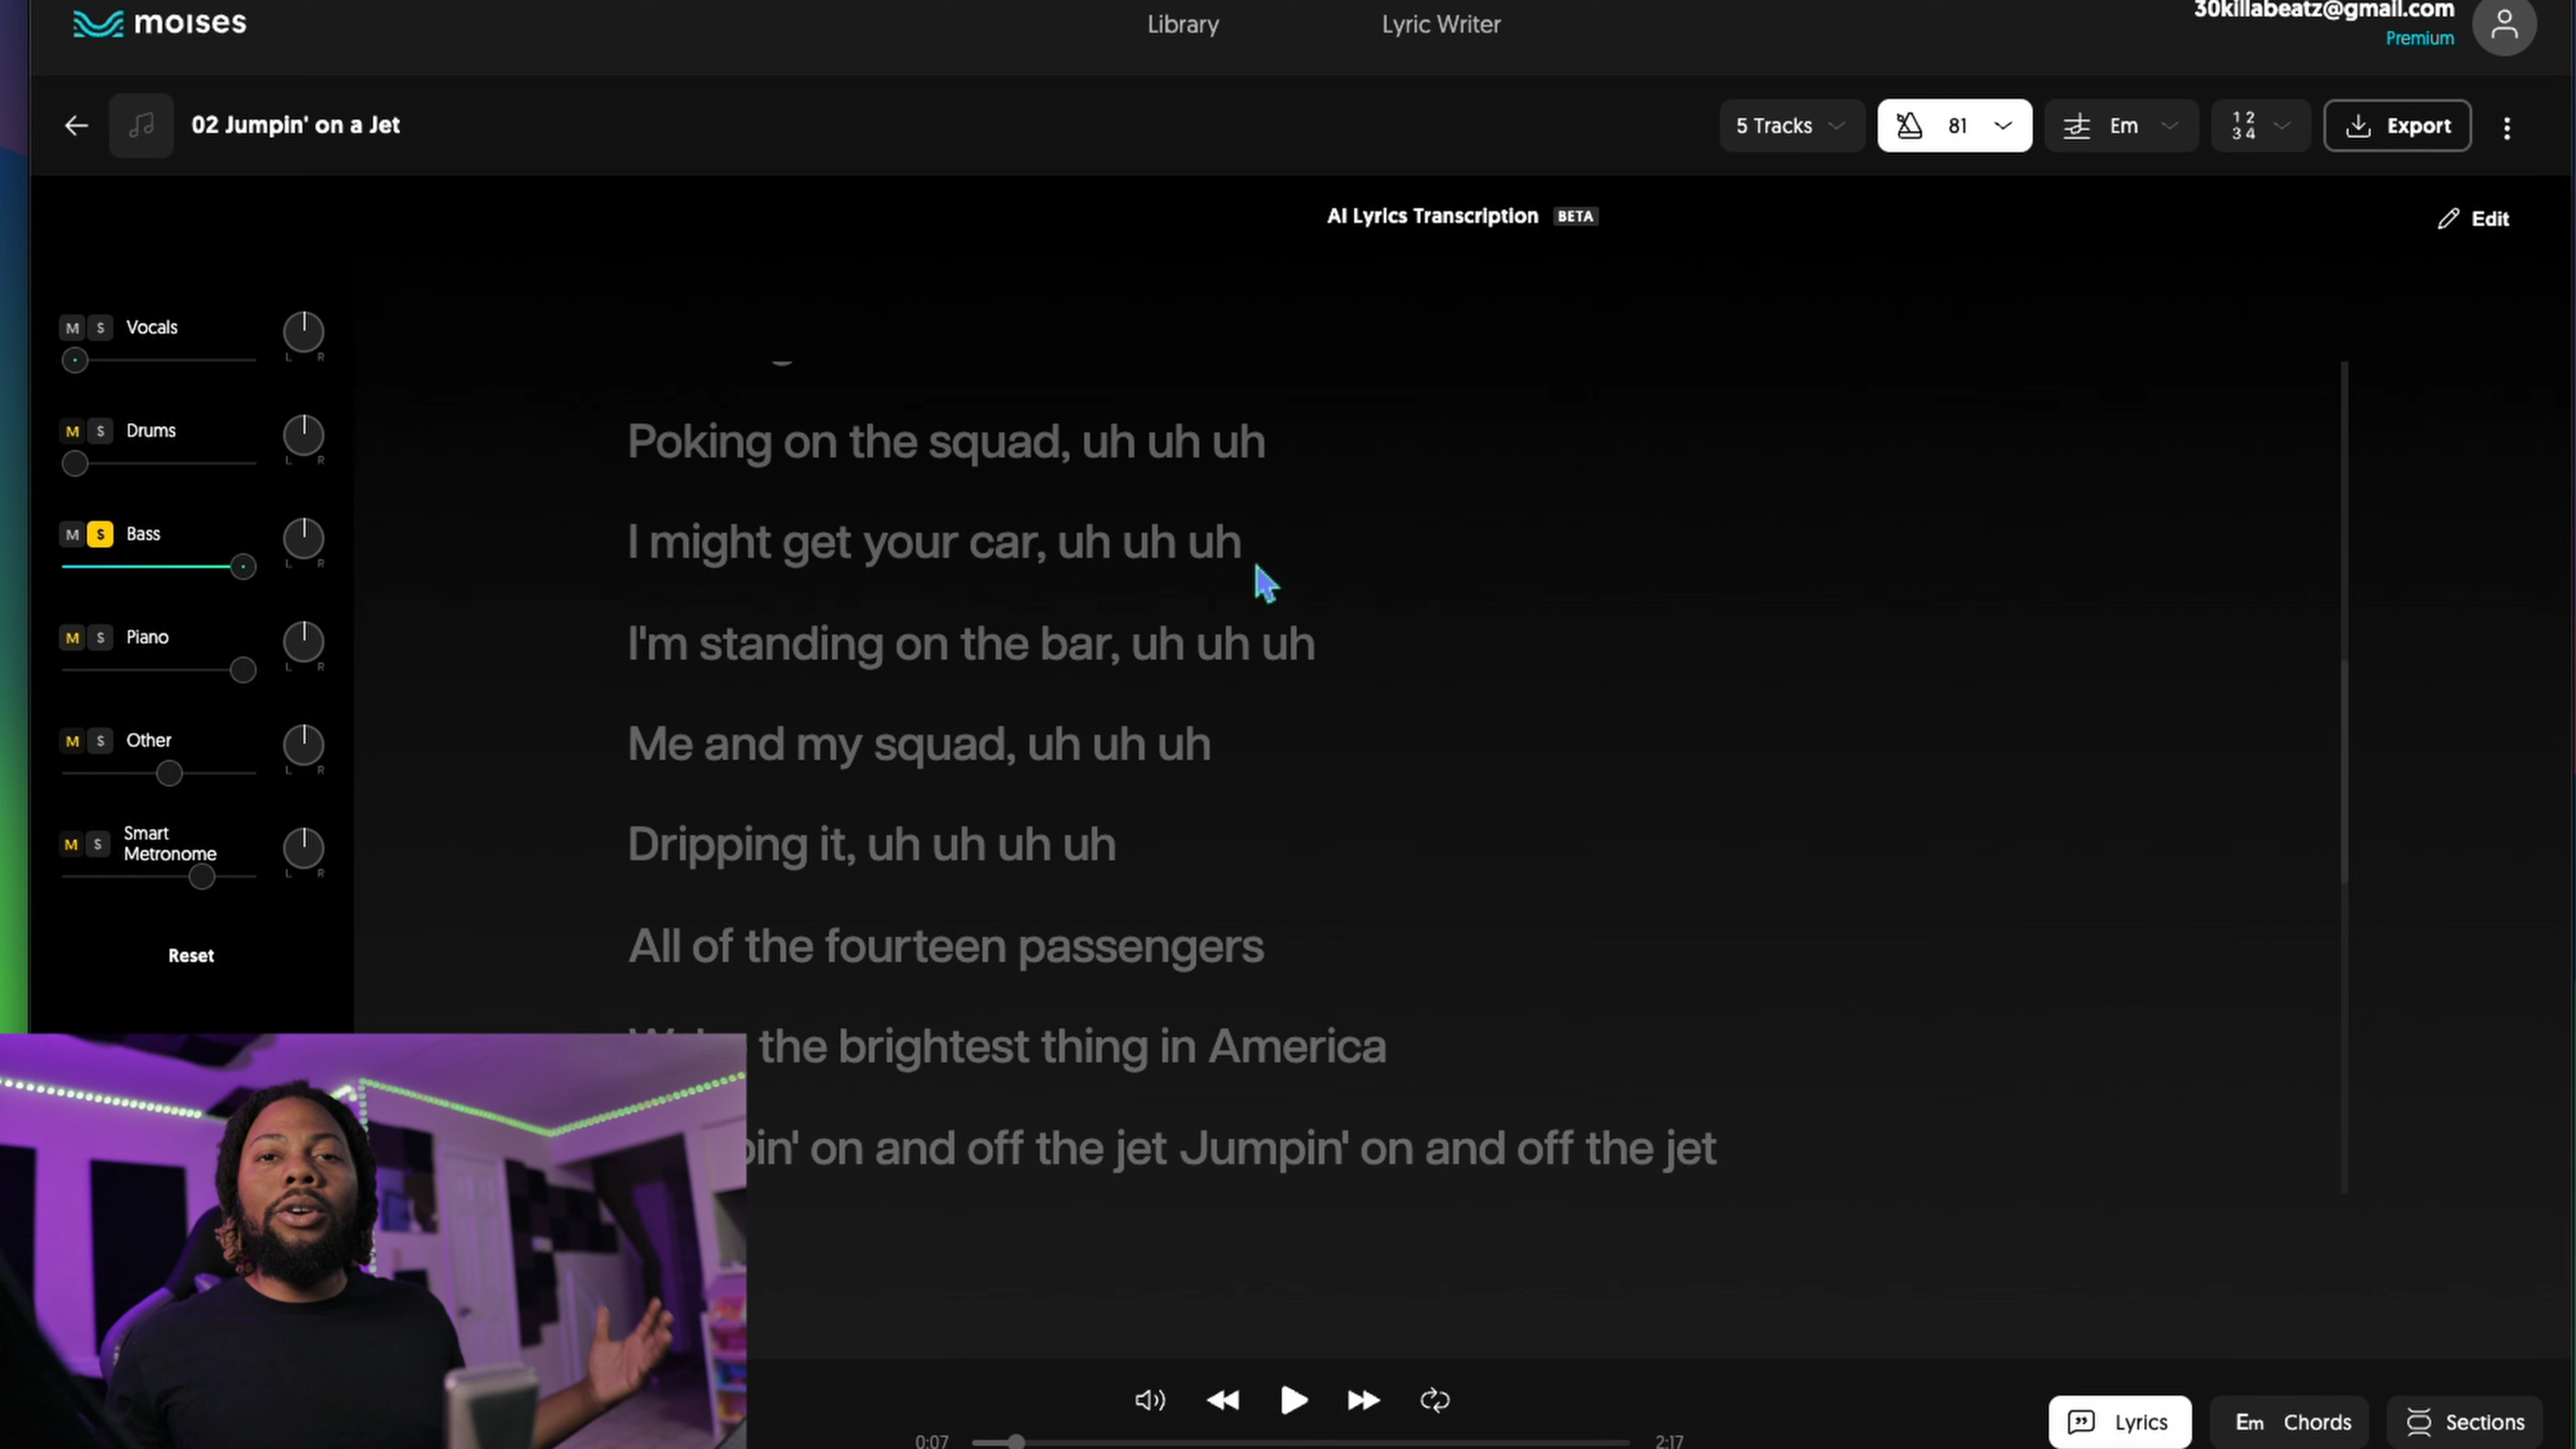 moises
Library
Lyric Writer
30killabeatz@gmail.com
Premium
02 Jumpin' on a Jet
5 Tracks
81
Em
1 2
3 4
Export
AI Lyrics Transcription BETA
Edit
M S Vocals
L R
M S Drums
L R
M S Bass
L R
M S Piano
L R
M S Other
L R
M S Smart
Metronome
L R
Reset
Poking on the squad, uh uh uh
I might get your car, uh uh uh
I'm standing on the bar, uh uh uh
Me and my squad, uh uh uh
Dripping it, uh uh uh uh
All of the fourteen passengers
the brightest thing in America
pin' on and off the jet Jumpin' on and off the jet
0:07
2:17
Lyrics
Em Chords
Sections